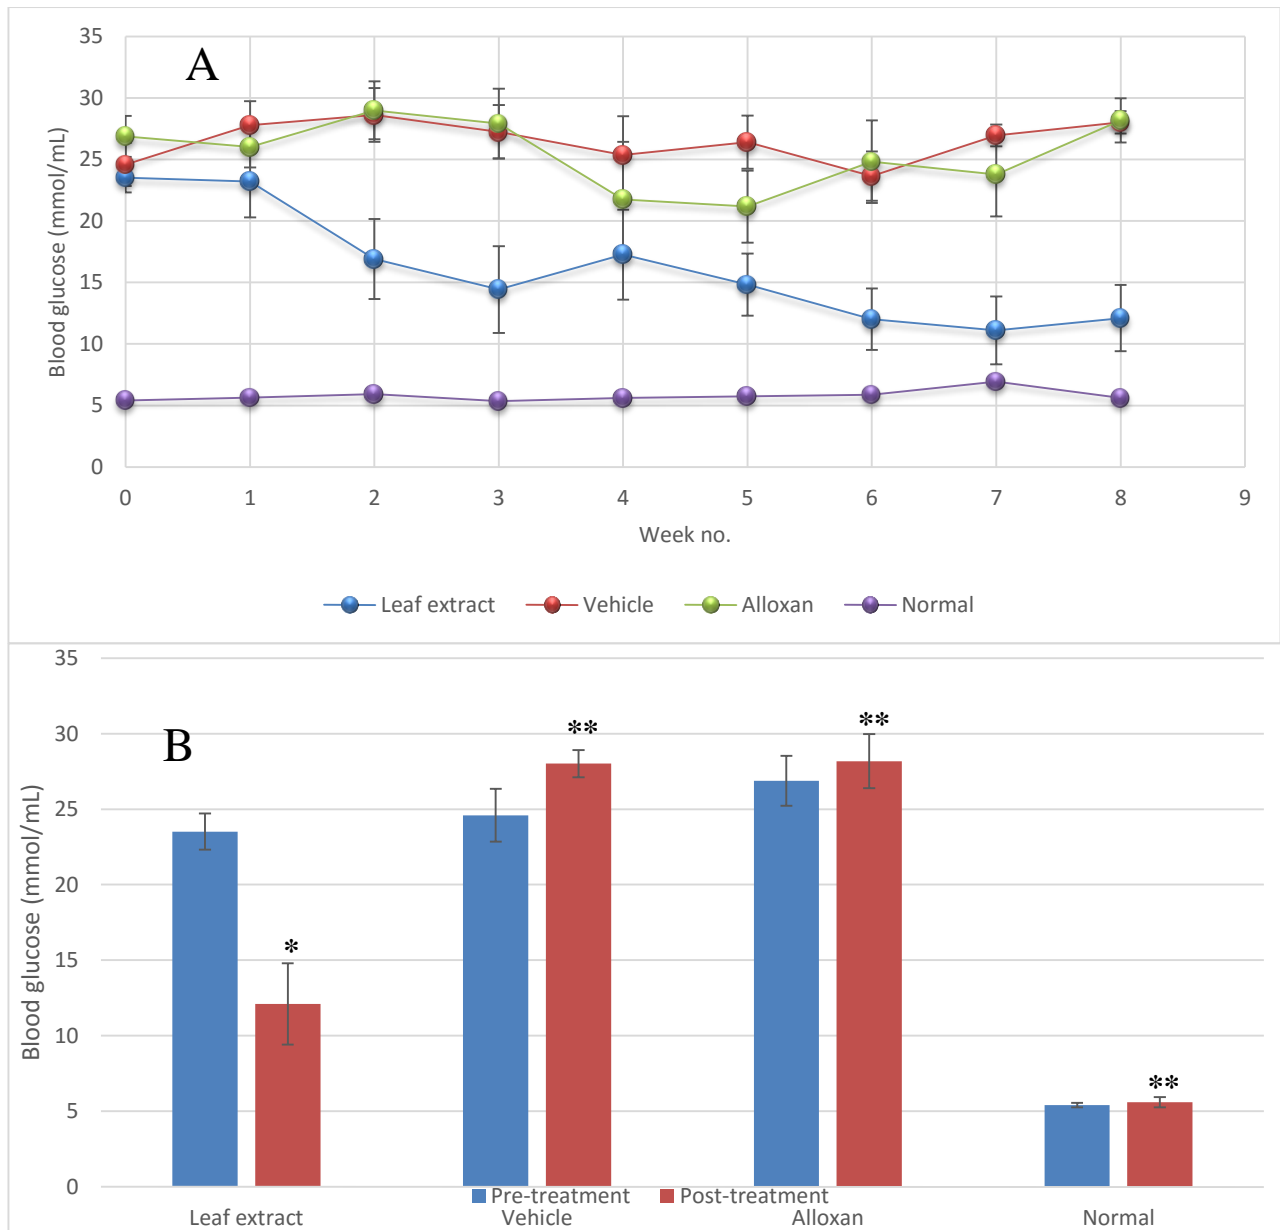 A
35
30
25
20
15
10
5
0
Blood glucose (mmol/mL)
0 1 2 3 4 5 6 7 8 9
Week no.
Leaf extract Vehicle Alloxan Normal
B
35
30
25
20
15
10
5
0
Blood glucose (mmol/mL)
*
**
**
**
Pre-treatment Post-treatment
Leaf extract Vehicle Alloxan Normal